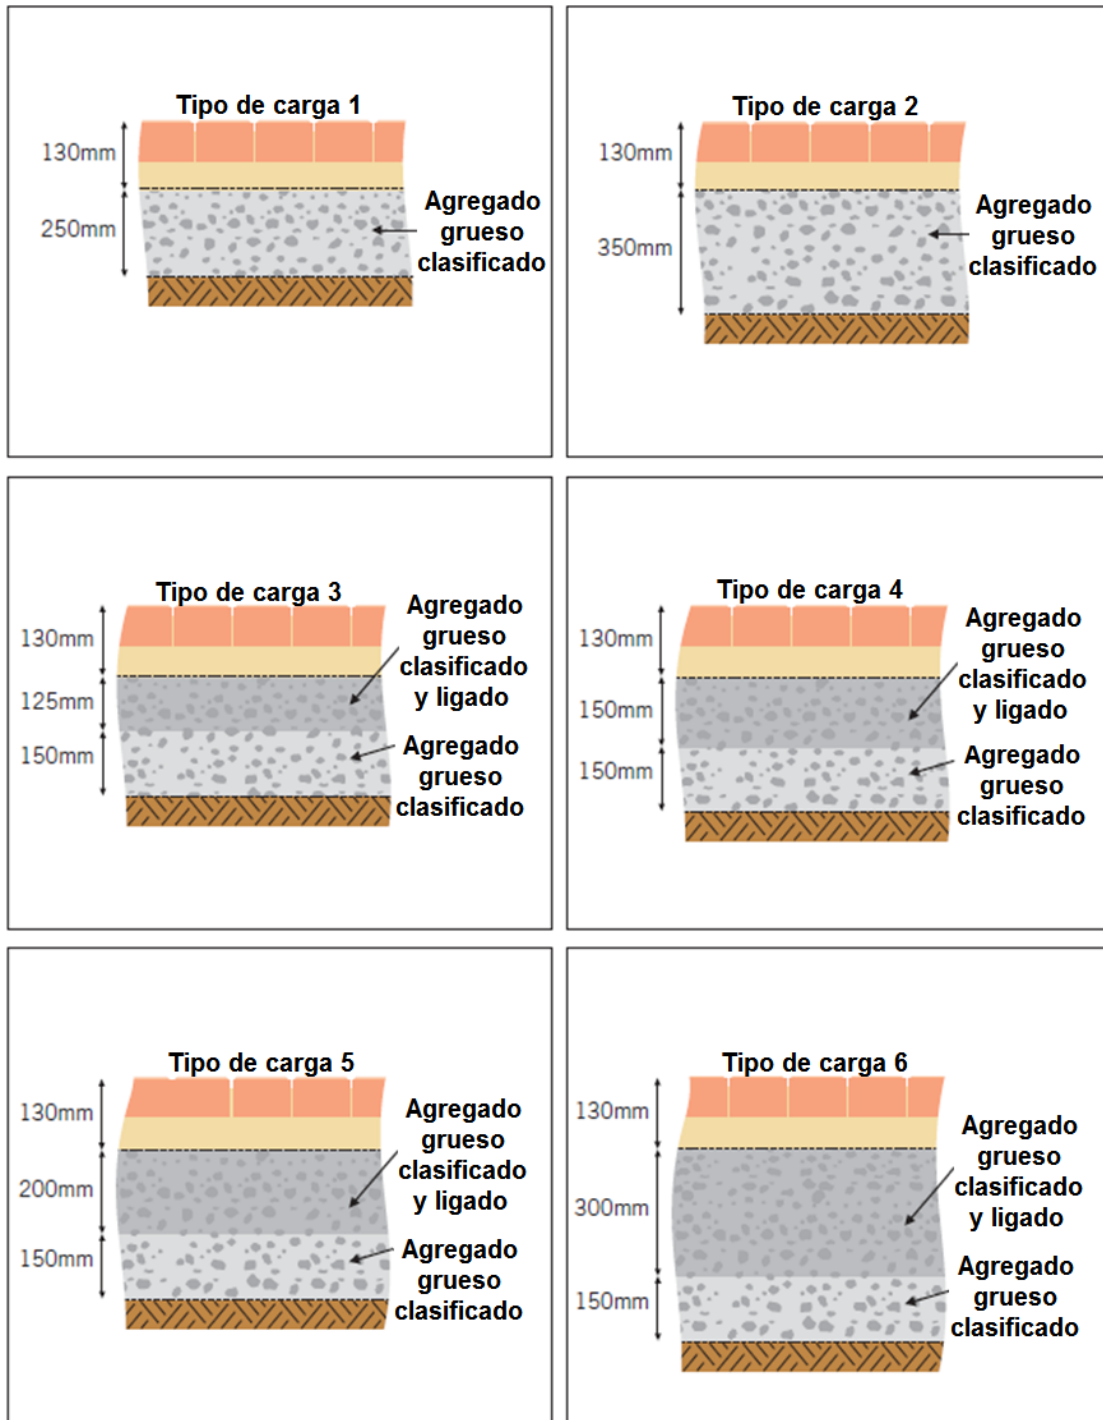 Tipo de carga 1
130mm
250mm
Agregado
grueso
clasificado
Tipo de carga 2
130mm
350mm
Agregado
grueso
clasificado
Tipo de carga 3
130mm
125mm
150mm
Agregado
grueso
clasificado
y ligado
Agregado
grueso
clasificado
Tipo de carga 4
130mm
150mm
150mm
Agregado
grueso
clasificado
y ligado
Agregado
grueso
clasificado
Tipo de carga 5
130mm
200mm
150mm
Agregado
grueso
clasificado
y ligado
Agregado
grueso
clasificado
Tipo de carga 6
130mm
300mm
150mm
Agregado
grueso
clasificado
y ligado
Agregado
grueso
clasificado